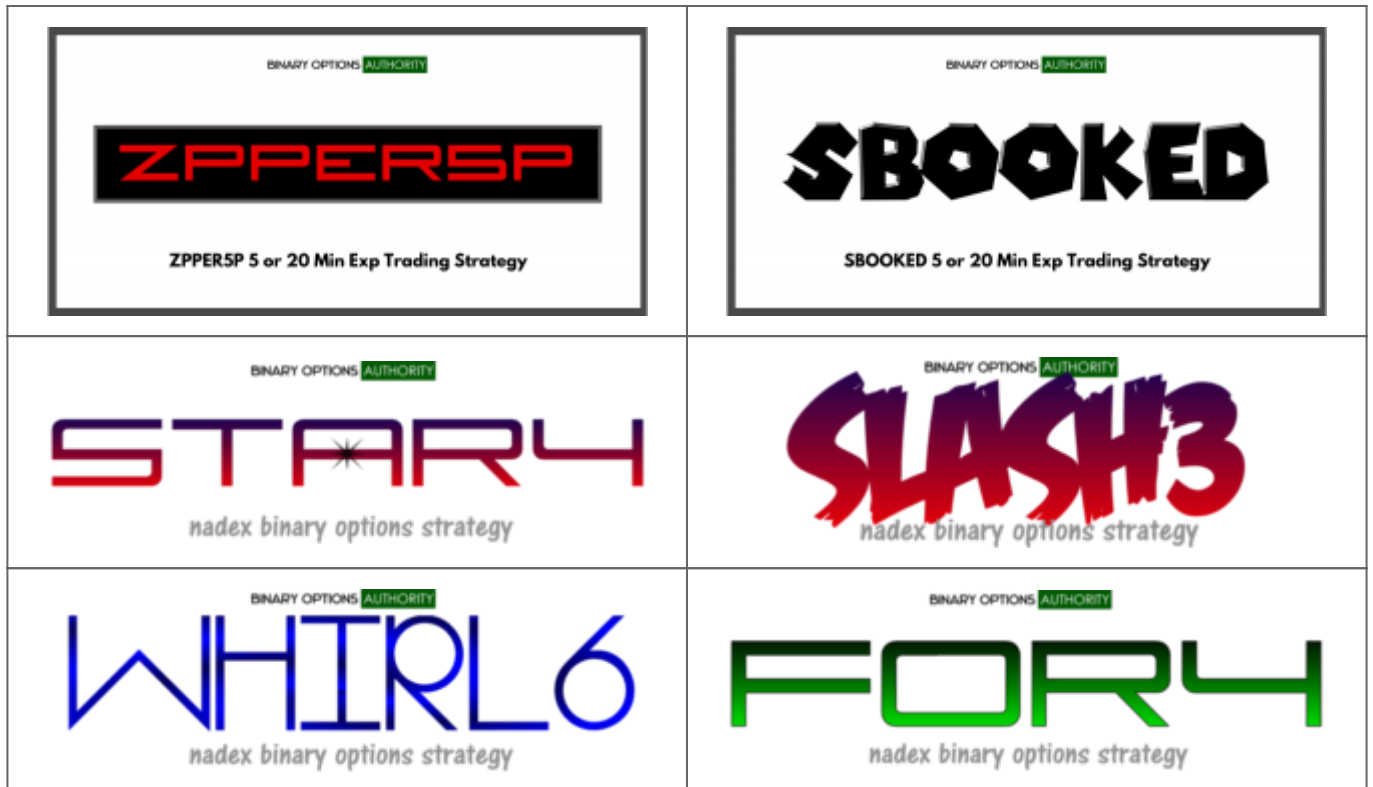 BINARY OPTIONS AUTHORITY
ZPPER5P
ZPPER5P 5 or 20 Min Exp Trading Strategy
BINARY OPTIONS AUTHORITY
SBOOKED
SBOOKED 5 or 20 Min Exp Trading Strategy
BINARY OPTIONS AUTHORITY
STAR4
nadex binary options strategy
BINARY OPTIONS AUTHORITY
SLASH3
nadex binary options strategy
BINARY OPTIONS AUTHORITY
WHIRL6
nadex binary options strategy
BINARY OPTIONS AUTHORITY
FOR4
nadex binary options strategy